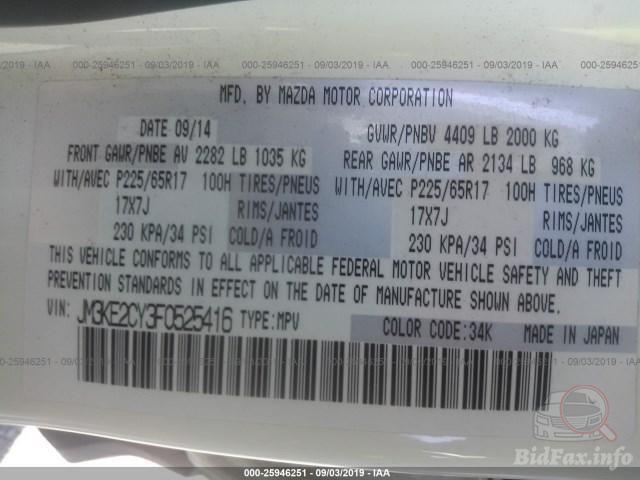 000-25946251 - 09/03/2019 - IAA
MFD. BY MAZDA MOTOR CORPORATION
DATE 09/14 GVWR/PNBV 4409 LB 2000 KG
FRONT GAWR/PNBE AV 2282 LB 1035 KG REAR GAWR/PNBE AR 2134 LB 968 KG
WITH/AVEC P225/65R17 100H TIRES/PNEUS WITH/AVEC P225/65R17 100H TIRES/PNEUS
17X7J RIMS/JANTES 17X7J RIMS/JANTES
230 KPA/34 PSI COLD/A FROID 230 KPA/34 PSI COLD/A FROID
THIS VEHICLE CONFORMS TO ALL APPLICABLE FEDERAL MOTOR VEHICLE SAFETY AND THEFT
PREVENTION STANDARDS IN EFFECT ON THE DATE OF MANUFACTURE SHOWN ABOVE.
VIN: JM3KE2CY3F0525416 TYPE:MPV COLOR CODE:34K MADE IN JAPAN
BidFax.info
000-25946251 - 09/03/2019 - IAA